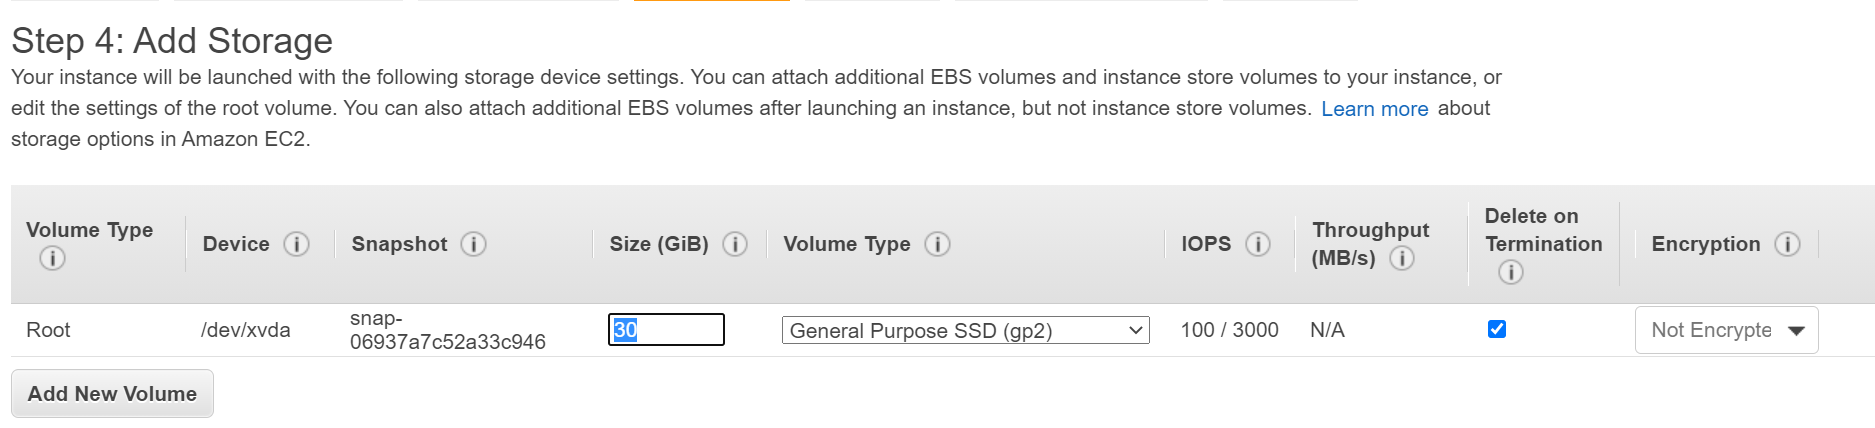 Step 4: Add Storage
Your instance will be launched with the following storage device settings. You can attach additional EBS volumes and instance store volumes to your instance, or
edit the settings of the root volume. You can also attach additional EBS volumes after launching an instance, but not instance store volumes. Learn more about
storage options in Amazon EC2.
Volume Type
Device
Snapshot
Size (GiB)
Volume Type
IOPS
Throughput
(MB/s)
Delete on
Termination
Encryption
Root
/dev/xvda
snap-
06937a7c52a33c946
30
General Purpose SSD (gp2)
100 / 3000
N/A
Not Encrypte
Add New Volume